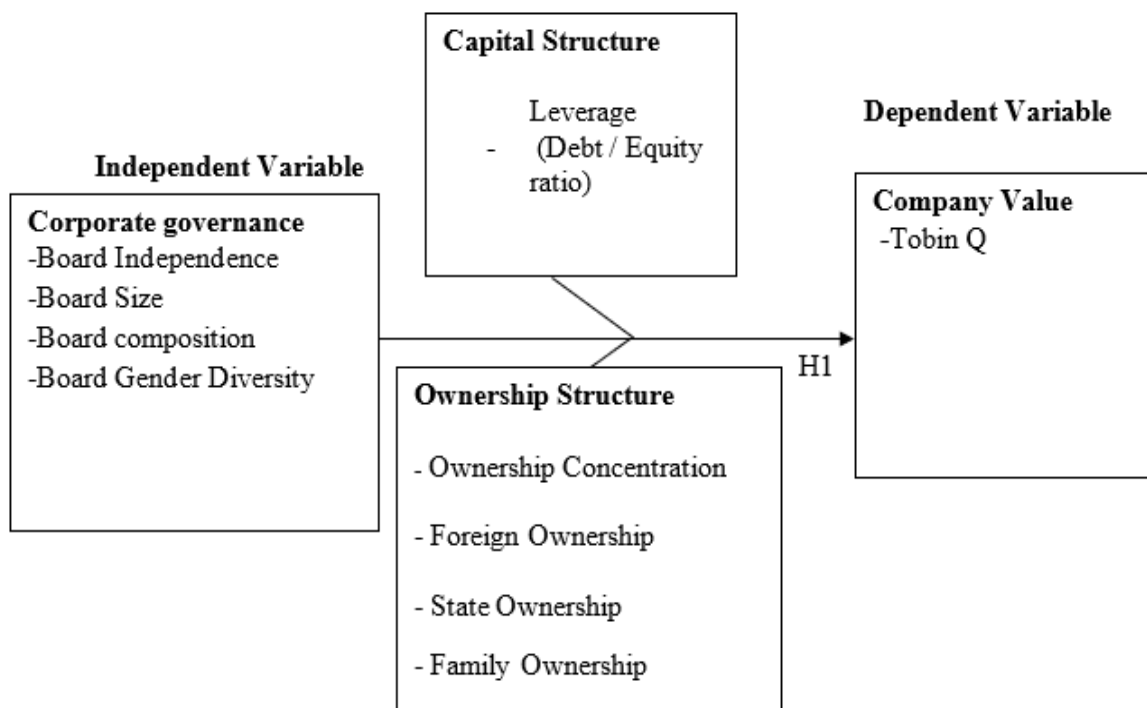 Capital Structure
Leverage
- (Debt / Equity
ratio)
Dependent Variable
Independent Variable
Company Value
-Tobin Q
Corporate governance
-Board Independence
-Board Size
-Board composition
-Board Gender Diversity
H1
Ownership Structure
- Ownership Concentration
- Foreign Ownership
- State Ownership
- Family Ownership